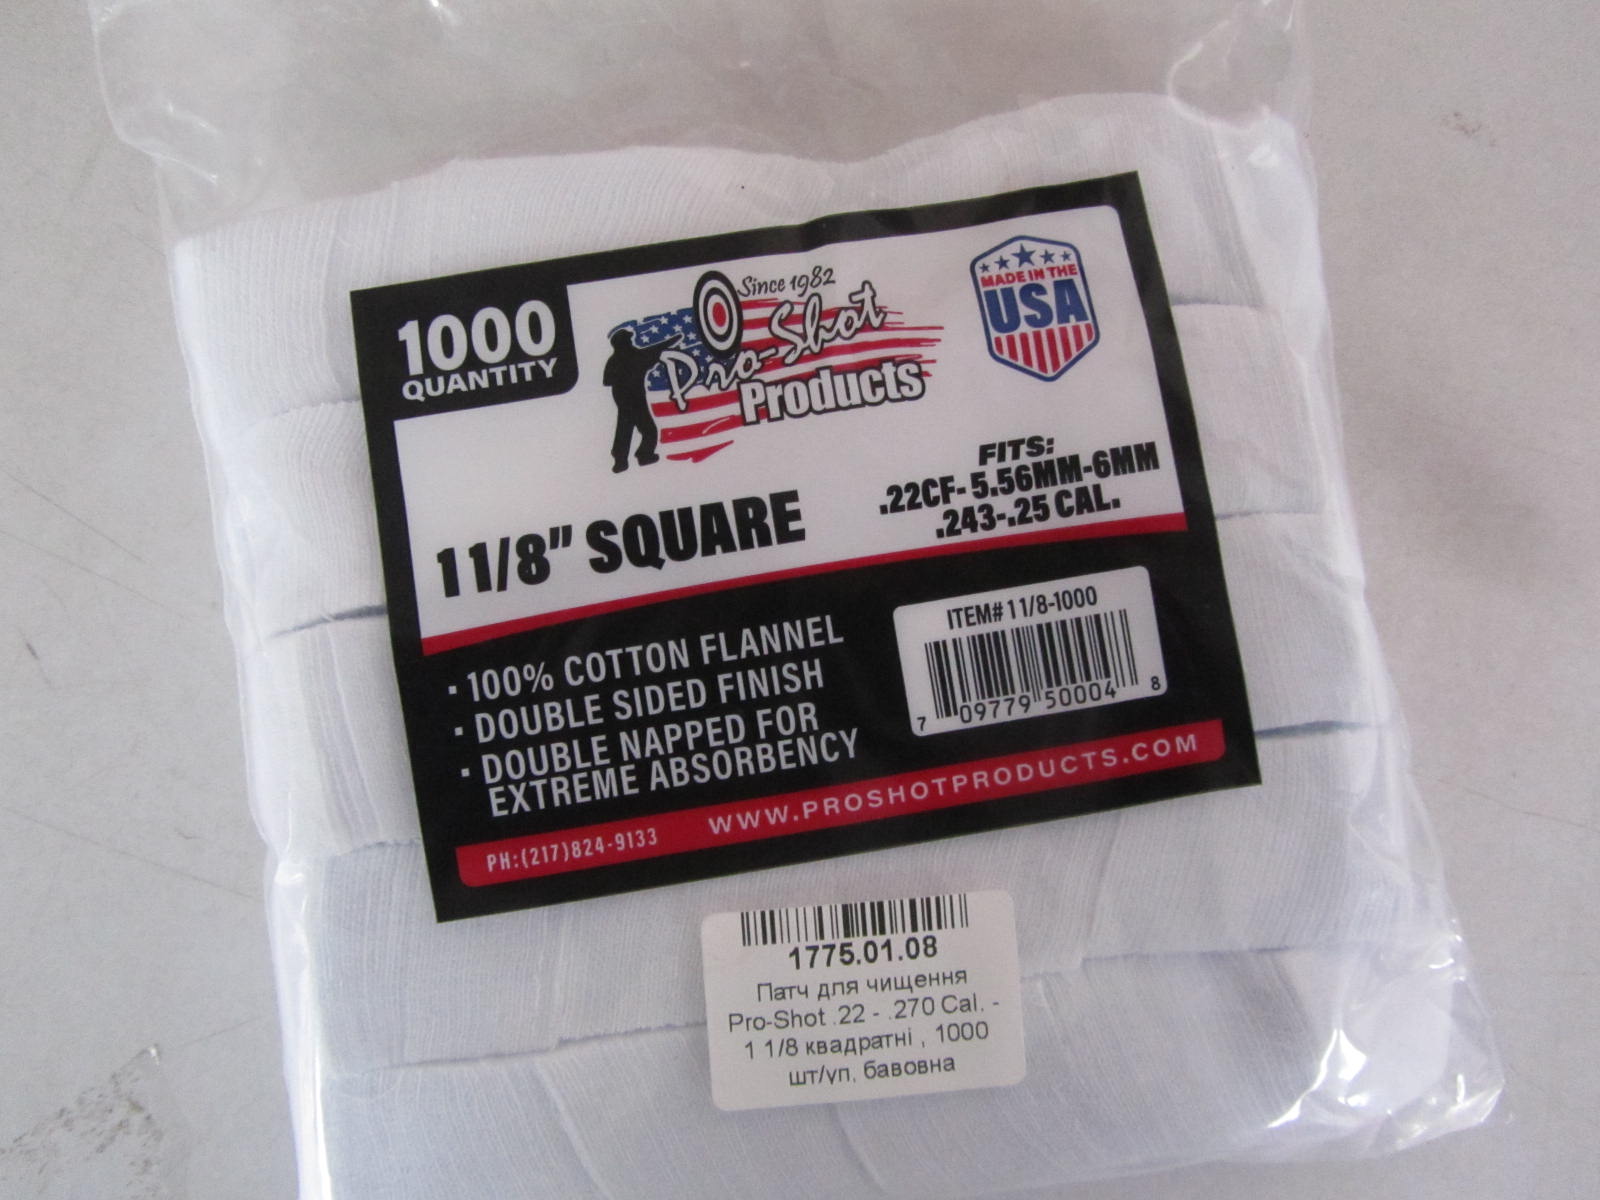 1000
QUANTITY
Since 1982
Pro-Shot
Products
MADE IN THE
USA
1 1/8" SQUARE
FITS:
.22CF- 5.56MM-6MM
.243-.25 CAL.
· 100% COTTON FLANNEL
· DOUBLE SIDED FINISH
· DOUBLE NAPPED FOR
EXTREME ABSORBENCY
ITEM# 1 1/8-1000
7 09779 50004 8
PH:(217)824-9133
WWW.PROSHOTPRODUCTS.COM
1775.01.08
Патч для чищення
Pro-Shot .22 - .270 Cal. -
1 1/8 квадратні , 1000
шт/уп, бавовна